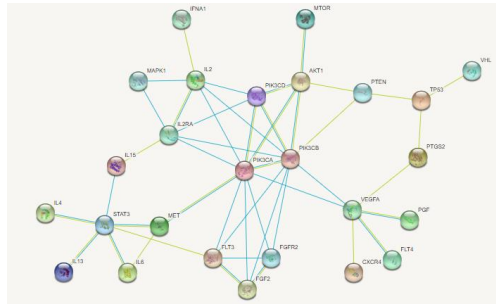 IFNA1
MTOR
VHL
MAPK1
IL2
PIK3CD
AKT1
PTEN
TP53
IL2RA
PIK3CB
IL15
PIK3CA
PTGS2
IL4
STAT3
MET
VEGFA
PGF
IL13
IL6
FLT3
FGFR2
FGF2
CXCR4
FLT4